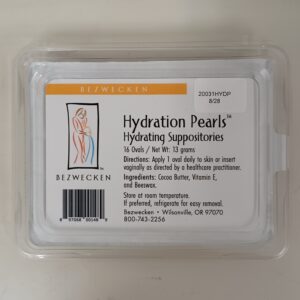 BEZWECKEN
20031HYDP
8/28
Hydration Pearls™
Hydrating Suppositories
16 Ovals / Net Wt: 13 grams
Directions: Apply 1 oval daily to skin or insert
vaginally as directed by a healthcare practitioner.
Ingredients: Cocoa Butter, Vitamin E,
and Beeswax.
Store at room temperature.
If preferred, refrigerate for easy removal.
Bezwecken • Wilsonville, OR 97070
800-743-2256
BEZWECKEN